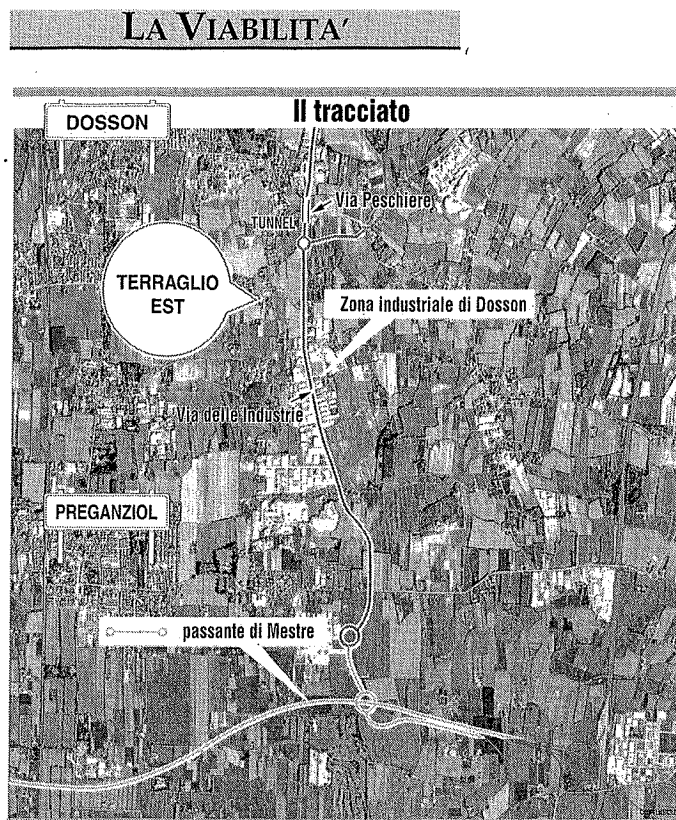 LA VIABILITA'
Il tracciato
DOSSON
Via Peschiere
TUNNEL
TERRAGLIO
EST
Zona industriale di Dosson
Via delle Industrie
PREGANZIOL
passante di Mestre